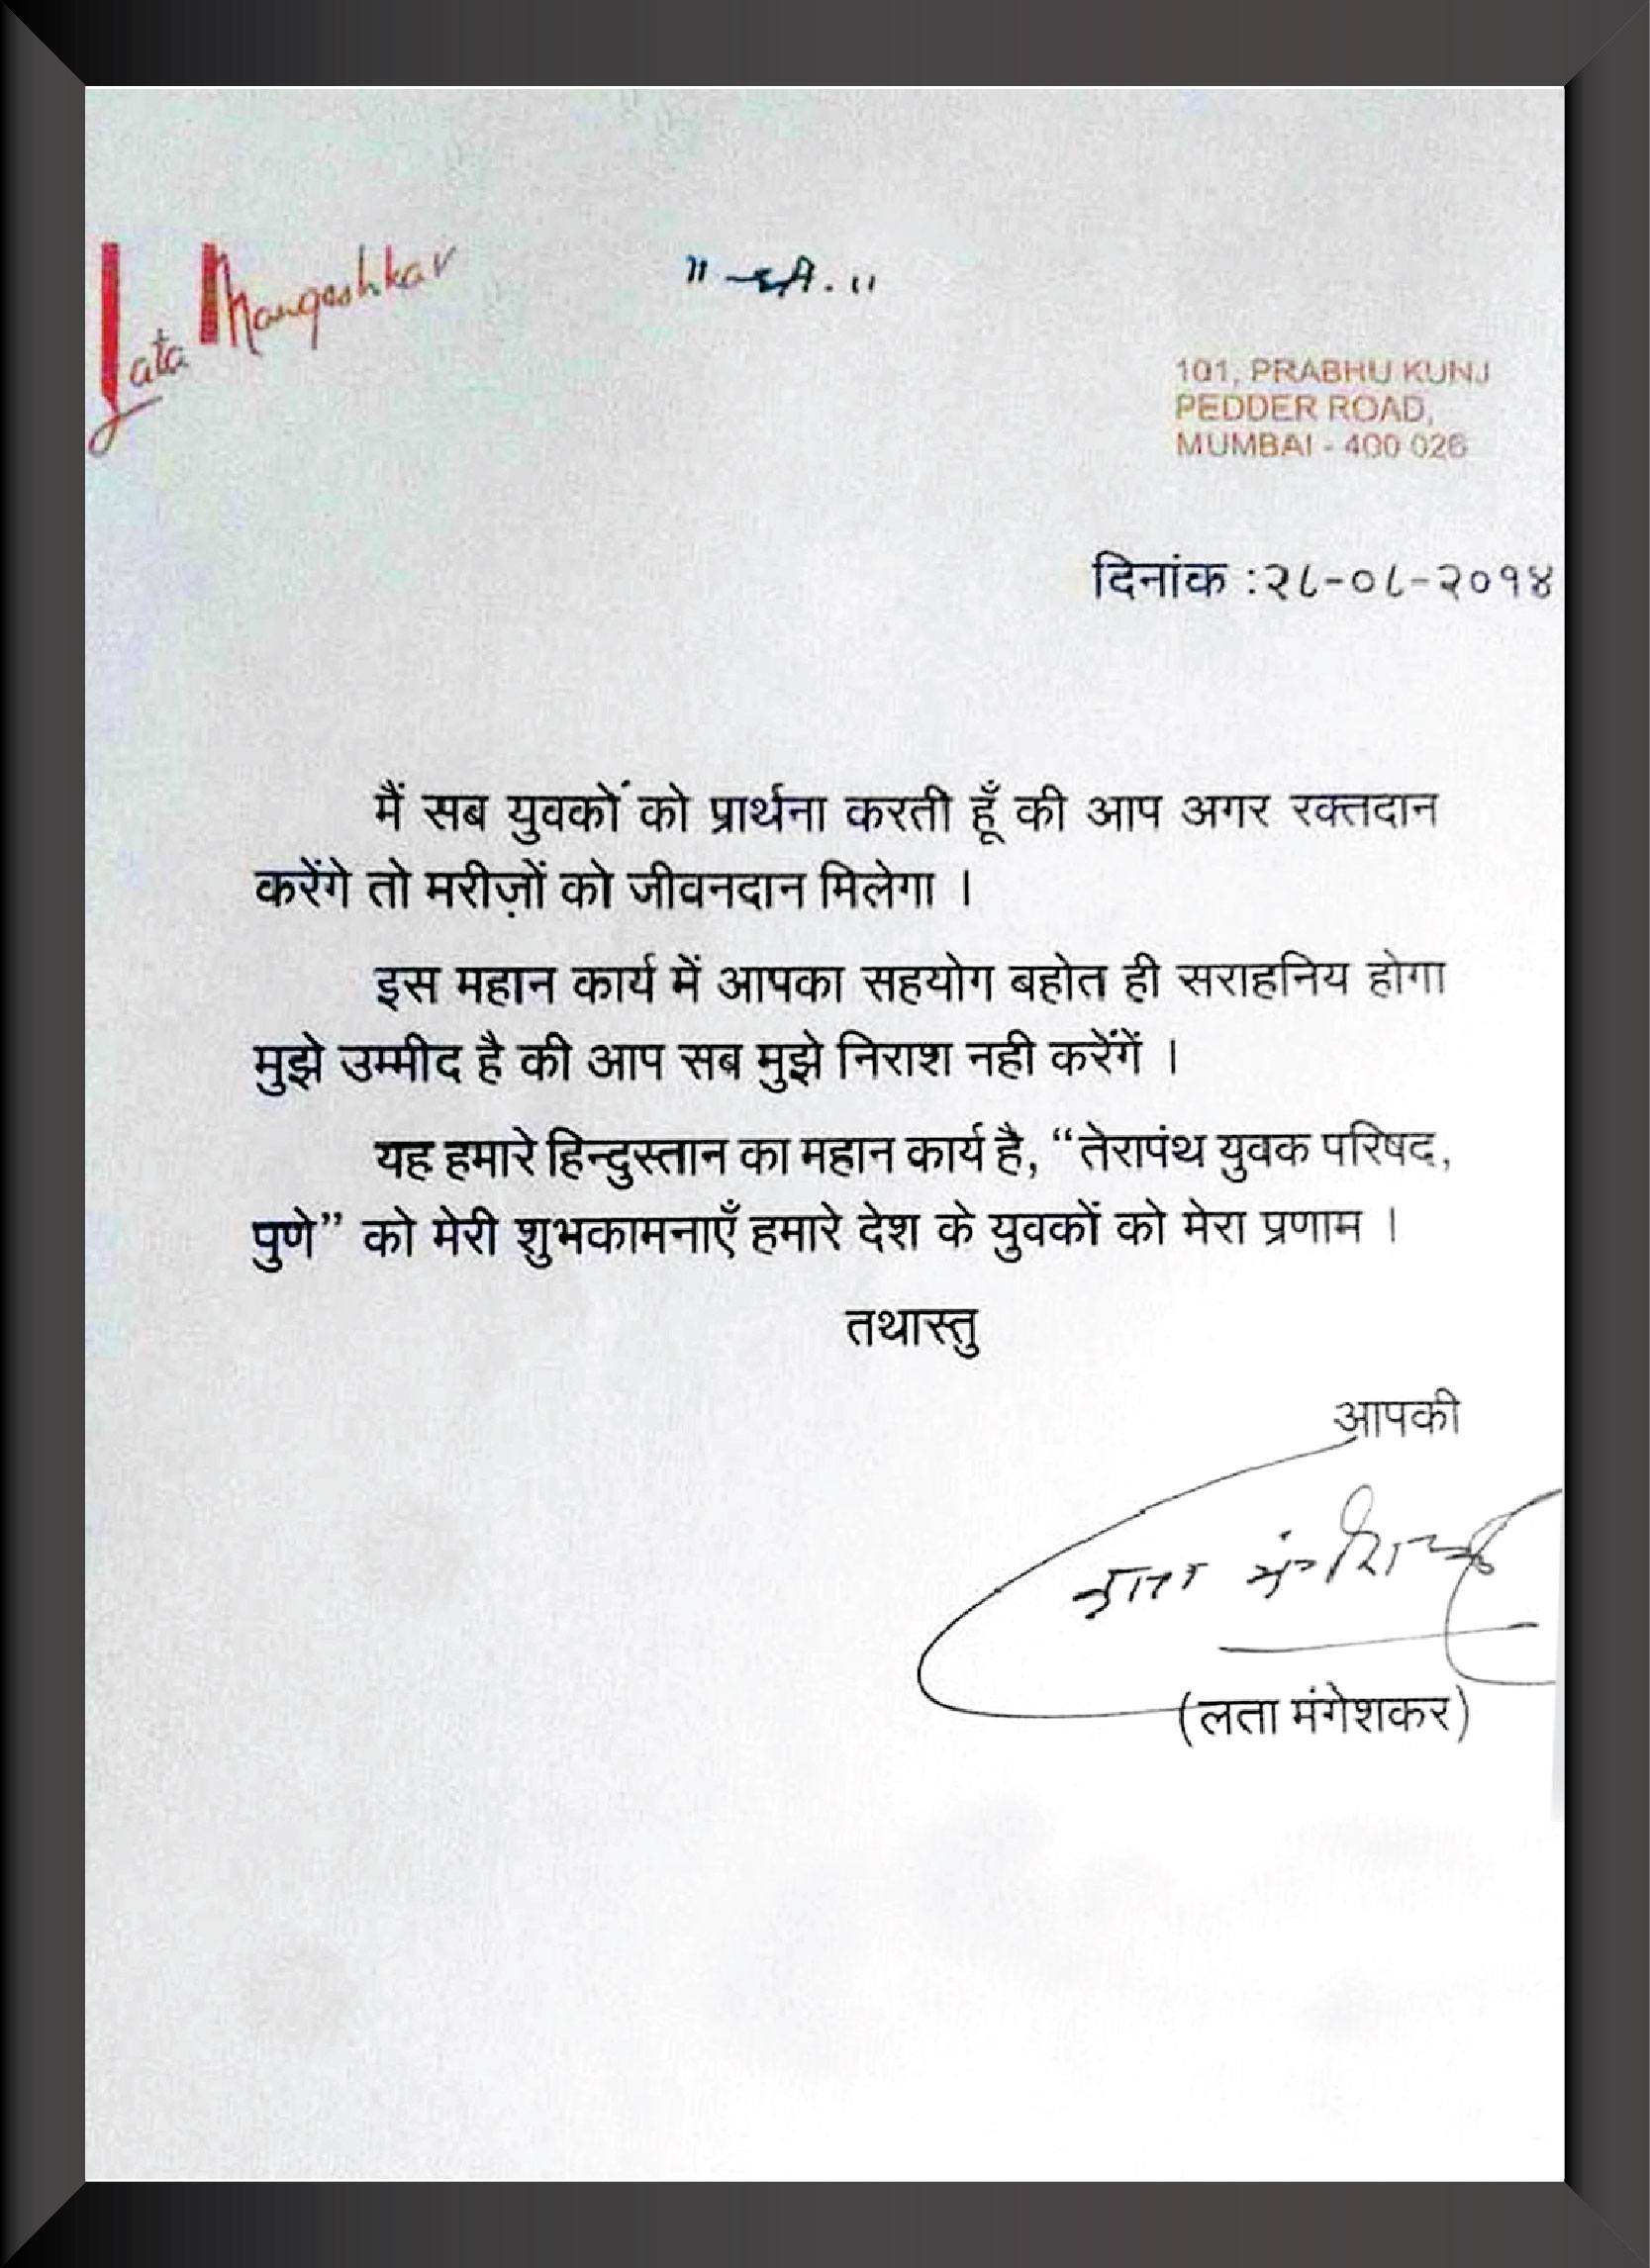 Lata Mangeshkar
"श्री."
101, PRABHU KUNJ
PEDDER ROAD,
MUMBAI - 400 026
दिनांक :२८-०८-२०१४
मैं सब युवकों को प्रार्थना करती हूँ की आप अगर रक्तदान
करेंगे तो मरीज़ों को जीवनदान मिलेगा ।
इस महान कार्य में आपका सहयोग बहोत ही सराहनिय होगा
मुझे उम्मीद है की आप सब मुझे निराश नही करेंगें ।
यह हमारे हिन्दुस्तान का महान कार्य है, “तेरापंथ युवक परिषद,
पुणे” को मेरी शुभकामनाएँ हमारे देश के युवकों को मेरा प्रणाम ।
तथास्तु
आपकी
लता मंगेशकर
(लता मंगेशकर)